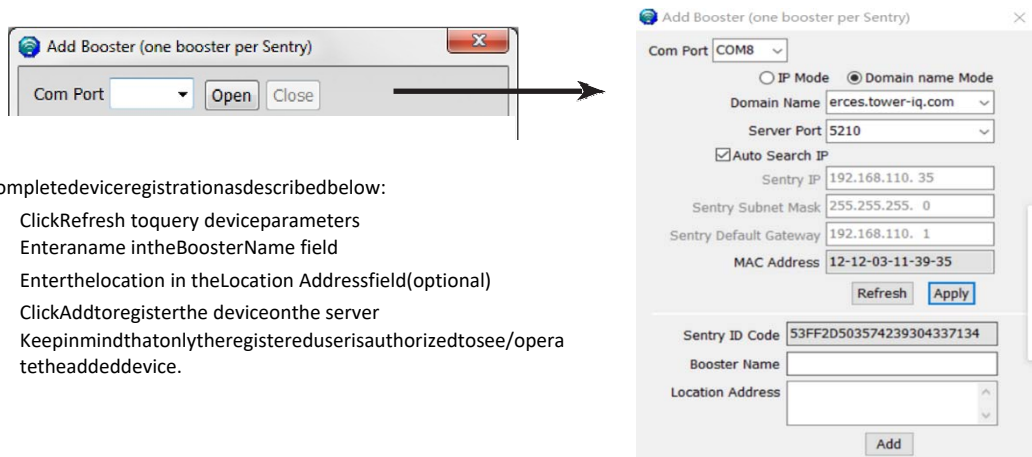 Add Booster (one booster per Sentry)
Com Port Open Close
ompletedeviceregistrationasdescribedbelow:
ClickRefresh toquery deviceparameters
Enteraname intheBoosterName field
Enterthelocation in theLocation Addressfield(optional)
ClickAddtoregisterthe deviceonthe server
Keepinmindthatonlytheregistereduserisauthorizedtosee/opera
tetheaddeddevice.
Add Booster (one booster per Sentry)
Com Port COM8
IP Mode Domain name Mode
Domain Name erces.tower-iq.com
Server Port 5210
Auto Search IP
Sentry IP 192.168.110. 35
Sentry Subnet Mask 255.255.255. 0
Sentry Default Gateway 192.168.110. 1
MAC Address 12-12-03-11-39-35
Refresh Apply
Sentry ID Code 53FF2D503574239304337134
Booster Name
Location Address
Add